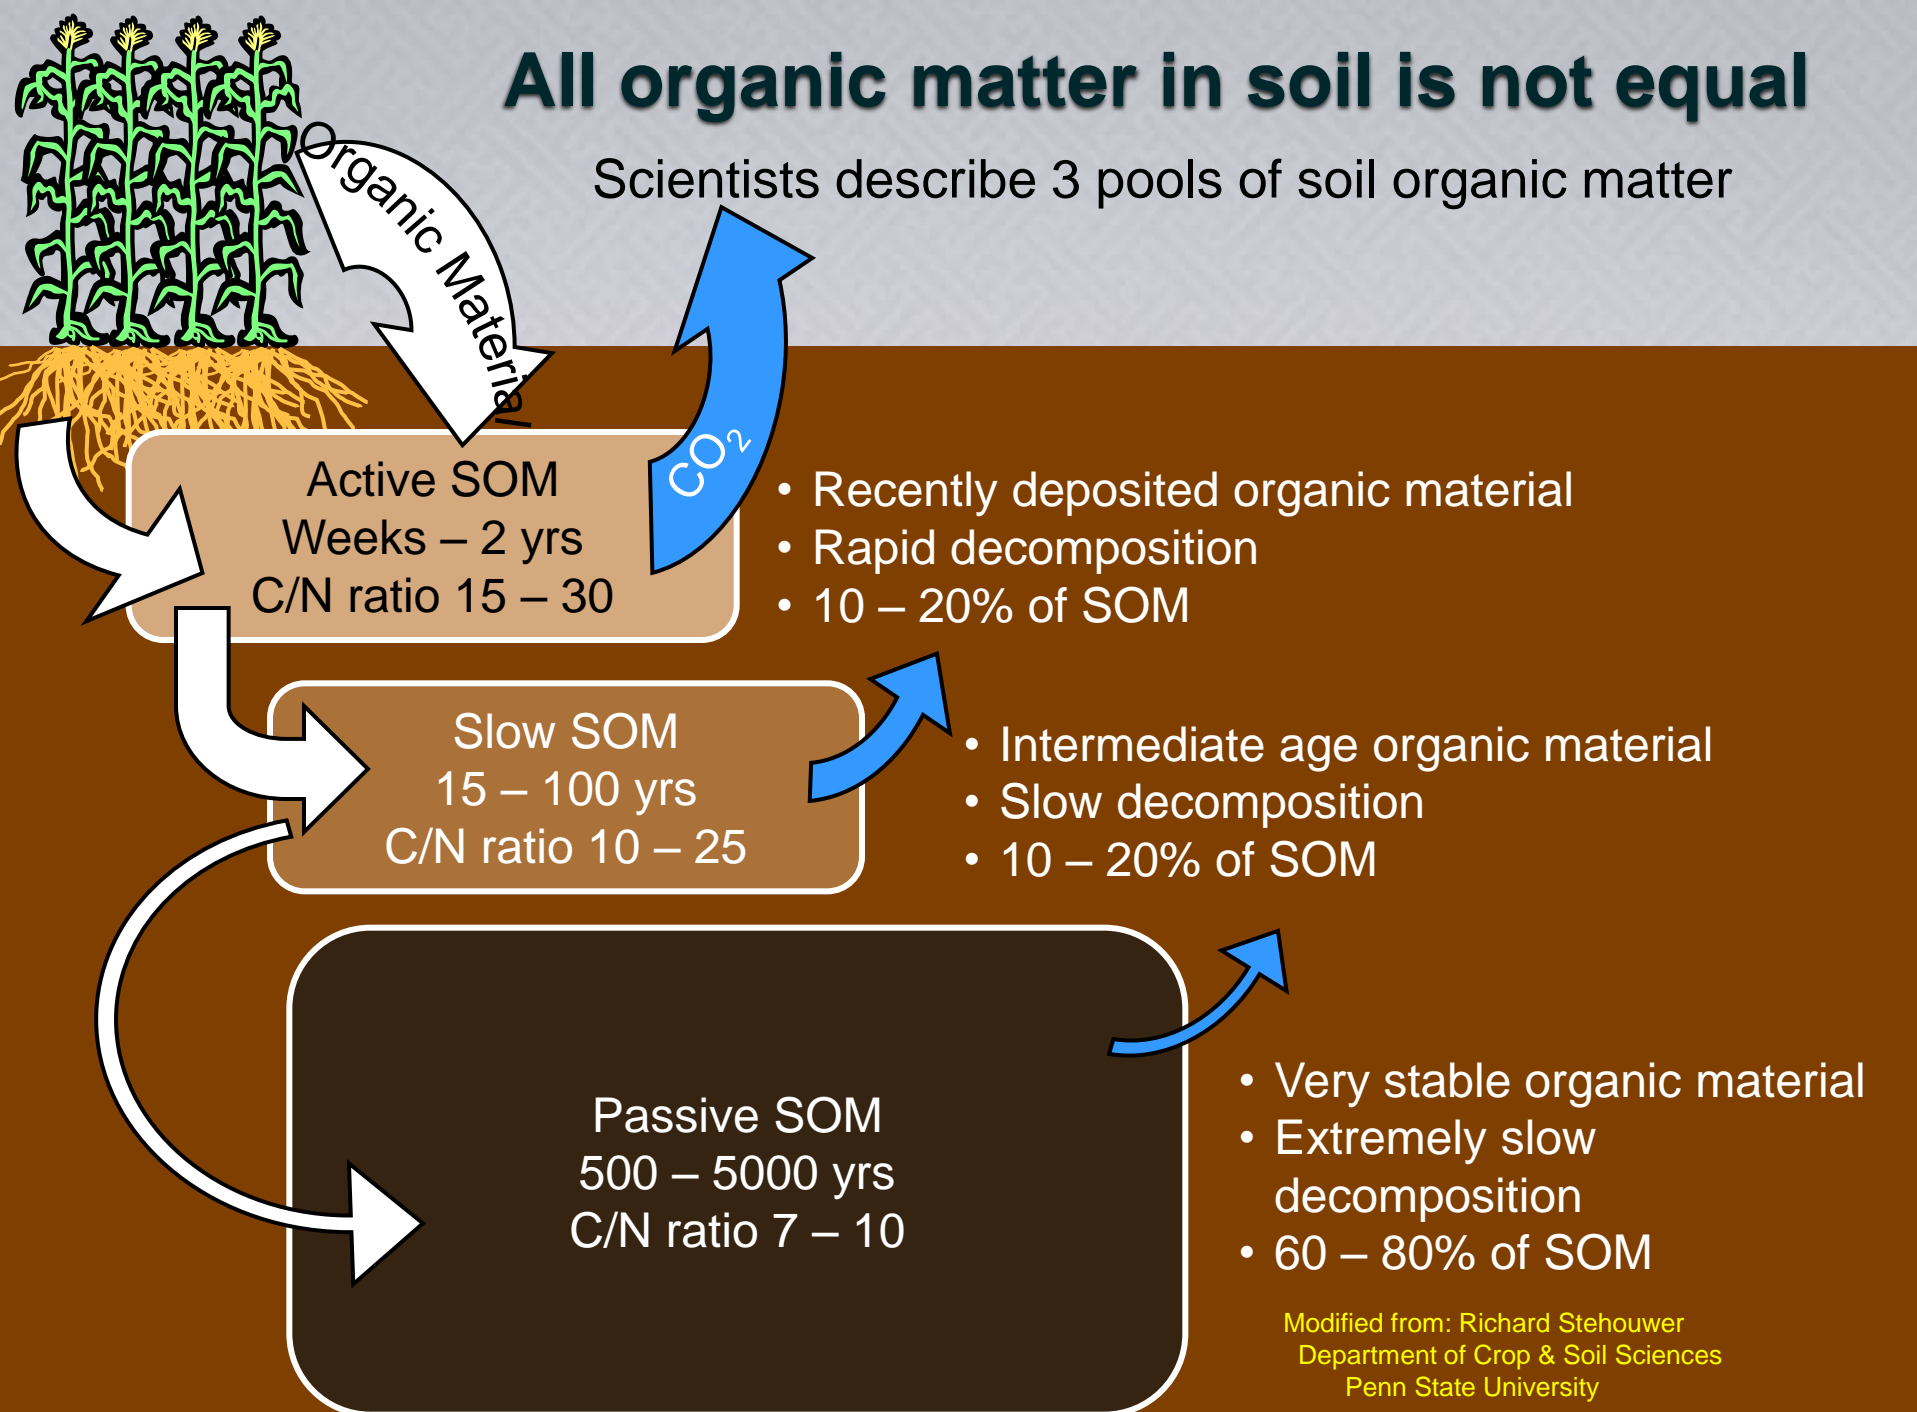 All organic matter in soil is not equal
Scientists describe 3 pools of soil organic matter
Organic Material
CO₂
Active SOM
Weeks – 2 yrs
C/N ratio 15 – 30
• Recently deposited organic material
• Rapid decomposition
• 10 – 20% of SOM
Slow SOM
15 – 100 yrs
C/N ratio 10 – 25
• Intermediate age organic material
• Slow decomposition
• 10 – 20% of SOM
Passive SOM
500 – 5000 yrs
C/N ratio 7 – 10
• Very stable organic material
• Extremely slow
decomposition
• 60 – 80% of SOM
Modified from: Richard Stehouwer
Department of Crop & Soil Sciences
Penn State University